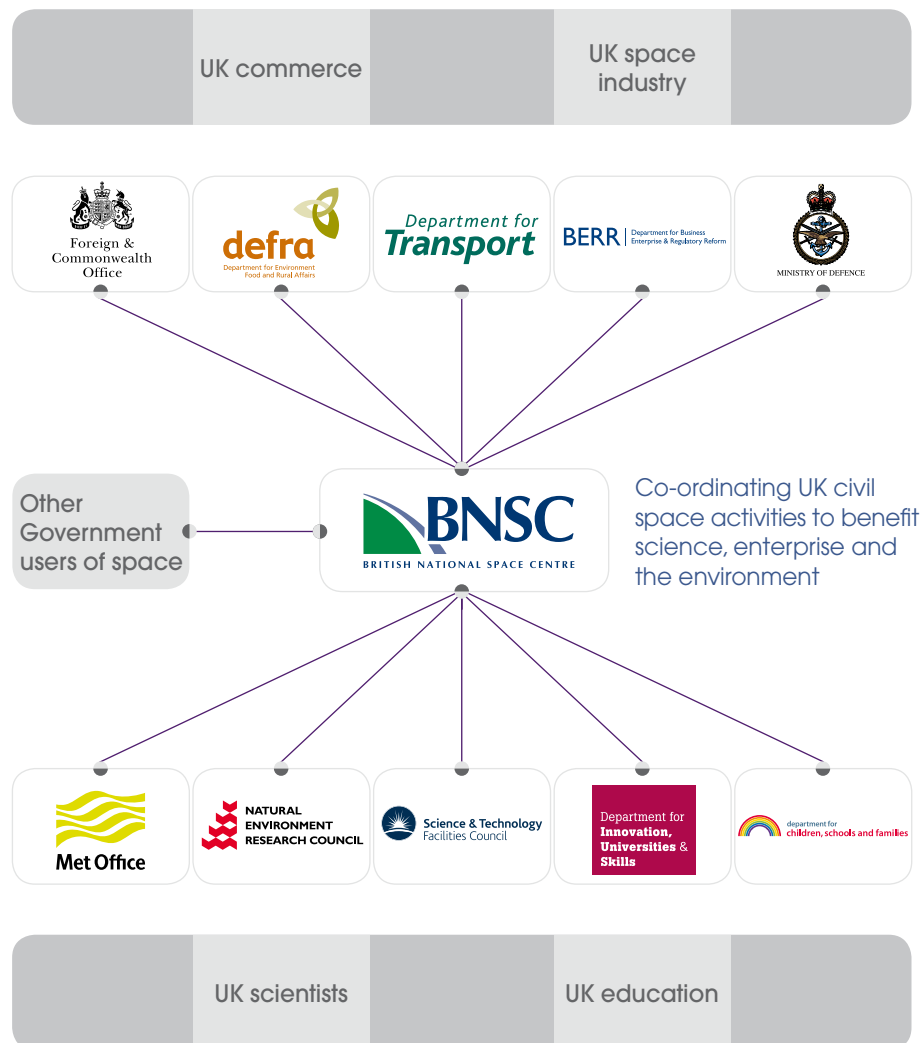 UK commerce
UK space
industry
Foreign &
Commonwealth
Office
defra
Department for Environment
Food and Rural Affairs
Department for
Transport
BERR
Department for Business
Enterprise & Regulatory Reform
MINISTRY OF DEFENCE
Other
Government
users of space
BNSC
BRITISH NATIONAL SPACE CENTRE
Co-ordinating UK civil
space activities to benefit
science, enterprise and
the environment
Met Office
NATURAL
ENVIRONMENT
RESEARCH COUNCIL
Science & Technology
Facilities Council
Department for
Innovation,
Universities &
Skills
department for
children, schools and families
UK scientists
UK education